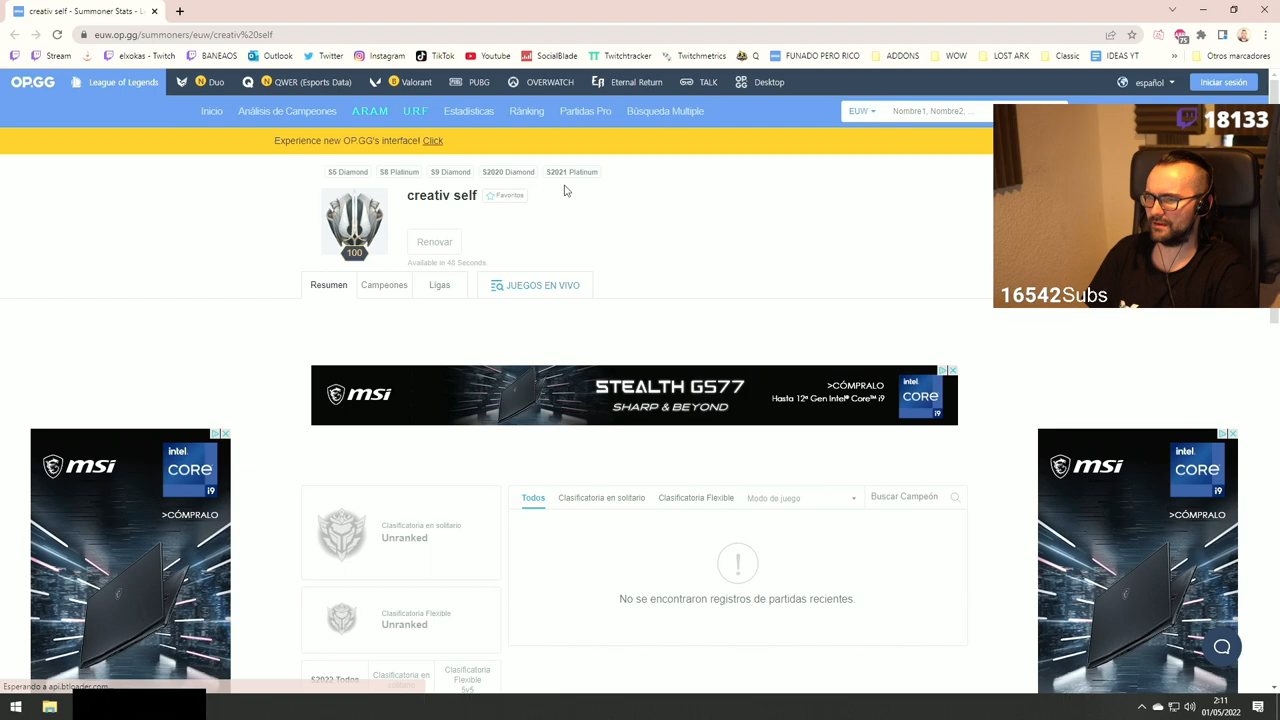 creativ self - Summoner Stats
euw.op.gg/summoners/euw/creativ%20self
75
Stream
elxokas - Twitch
BANEAOS
Outlook
Twitter
Instagram
TikTok
Youtube
SocialBlade
Twitchtracker
Twitchmetrics
Q
FUNADO PERO RICO
ADDONS
WOW
LOST ARK
Classic
IDEAS YT
Otros marcadores
OP.GG
League of Legends
Duo
QWER (Esports Data)
Valorant
PUBG
OVERWATCH
Eternal Return
TALK
Desktop
español
Iniciar sesión
Inicio
Análisis de Campeones
A.R.A.M
U.R.F
Estadísticas
Ránking
Partidas Pro
Búsqueda Multiple
EUW
Nombre1, Nombre2, ...
18133
Experience new OP.GG's interface! Click
S5 Diamond
S8 Platinum
S9 Diamond
S2020 Diamond
S2021 Platinum
creativ self
Favoritos
100
Renovar
Available in 40 Seconds.
Resumen
Campeones
Ligas
JUEGOS EN VIVO
16542Subs
msi
STEALTH GS77
SHARP & BEYOND
>CÓMPRALO
Hasta 12ª Gen Intel® Core™ i9
intel.
CORE
i9
msi
intel.
CORE
i9
>CÓMPRALO
Clasificatoria en solitario
Unranked
Clasificatoria Flexible
Unranked
S2022 Todos
Clasificatoria en
solitario
Clasificatoria
Flexible
5v5
Todos
Clasificatoria en solitario
Clasificatoria Flexible
Modo de juego
Buscar Campeón
No se encontraron registros de partidas recientes.
msi
intel.
CORE
i9
>CÓMPRALO
Esperando a api.btloader.com...
2:11
01/05/2022